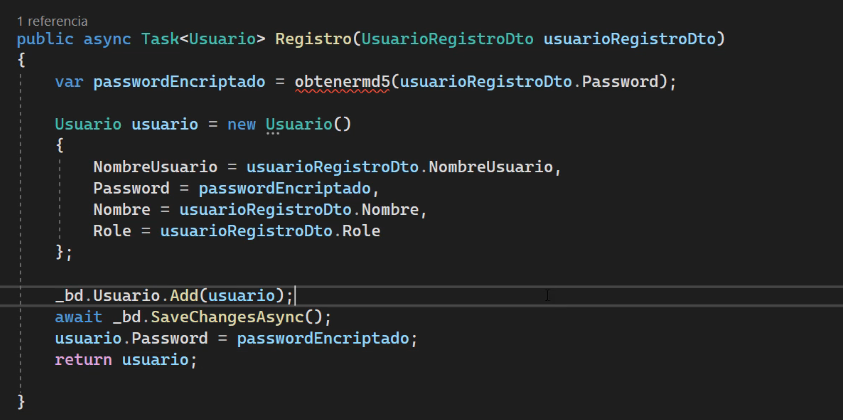 1 referencia
public async Task<Usuario> Registro(UsuarioRegistroDto usuarioRegistroDto)
{
    var passwordEncriptado = obtenermd5(usuarioRegistroDto.Password);
    Usuario usuario = new Usuario()
    {
        NombreUsuario = usuarioRegistroDto.NombreUsuario,
        Password = passwordEncriptado,
        Nombre = usuarioRegistroDto.Nombre,
        Role = usuarioRegistroDto.Role
    };
    _bd.Usuario.Add(usuario);
    await _bd.SaveChangesAsync();
    usuario.Password = passwordEncriptado;
    return usuario;
}